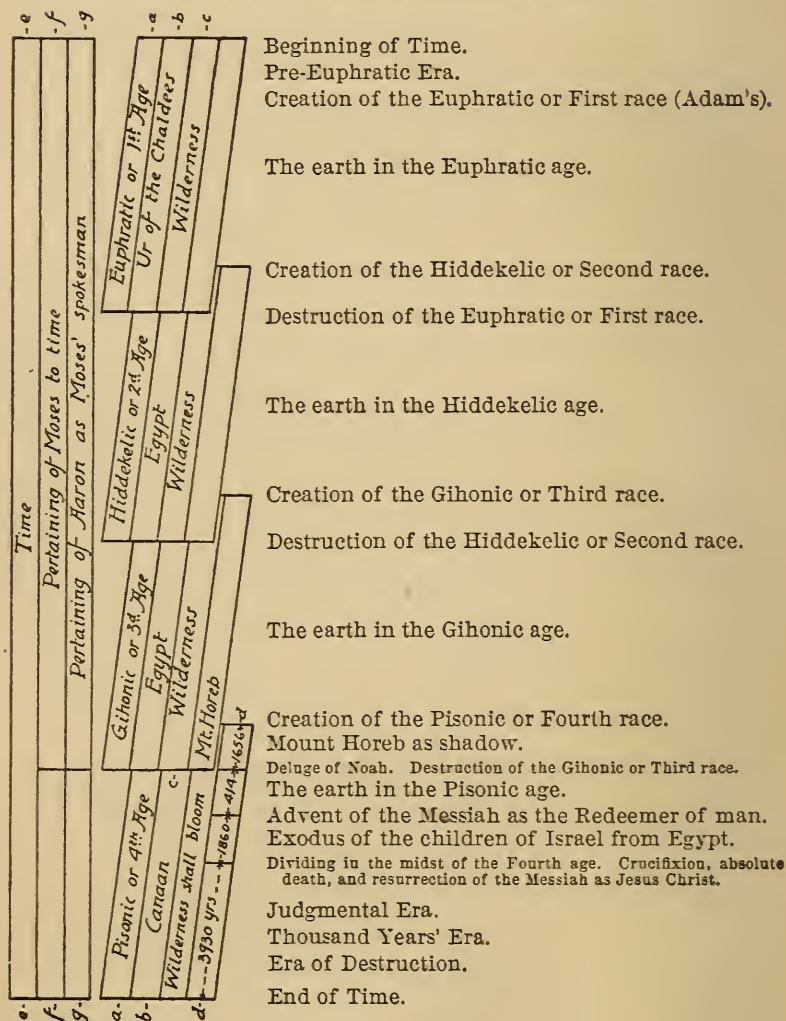 -e
-f
-g
-a
-b
-c
Time
Pertaining of Moses to time
Pertaining of Aaron as Moses' spokesman
Euphratic or 1st Age
Ur of the Chaldees
Wilderness
Hiddekelic or 2d Age
Egypt
Wilderness
Gihonic or 3d Age
Egypt
Wilderness
Mt. Horeb
Pisonic or 4th Age
Canaan
c-
Wilderness shall bloom
d----3930 yrs---1860--414--1656--d
e-
f-
g-
a-
b-
Beginning of Time.
Pre-Euphratic Era.
Creation of the Euphratic or First race (Adam's).
The earth in the Euphratic age.
Creation of the Hiddekelic or Second race.
Destruction of the Euphratic or First race.
The earth in the Hiddekelic age.
Creation of the Gihonic or Third race.
Destruction of the Hiddekelic or Second race.
The earth in the Gihonic age.
Creation of the Pisonic or Fourth race.
Mount Horeb as shadow.
Deluge of Noah. Destruction of the Gihonic or Third race.
The earth in the Pisonic age.
Advent of the Messiah as the Redeemer of man.
Exodus of the children of Israel from Egypt.
Dividing in the midst of the Fourth age. Crucifixion, absolute
death, and resurrection of the Messiah as Jesus Christ.
Judgmental Era.
Thousand Years' Era.
Era of Destruction.
End of Time.